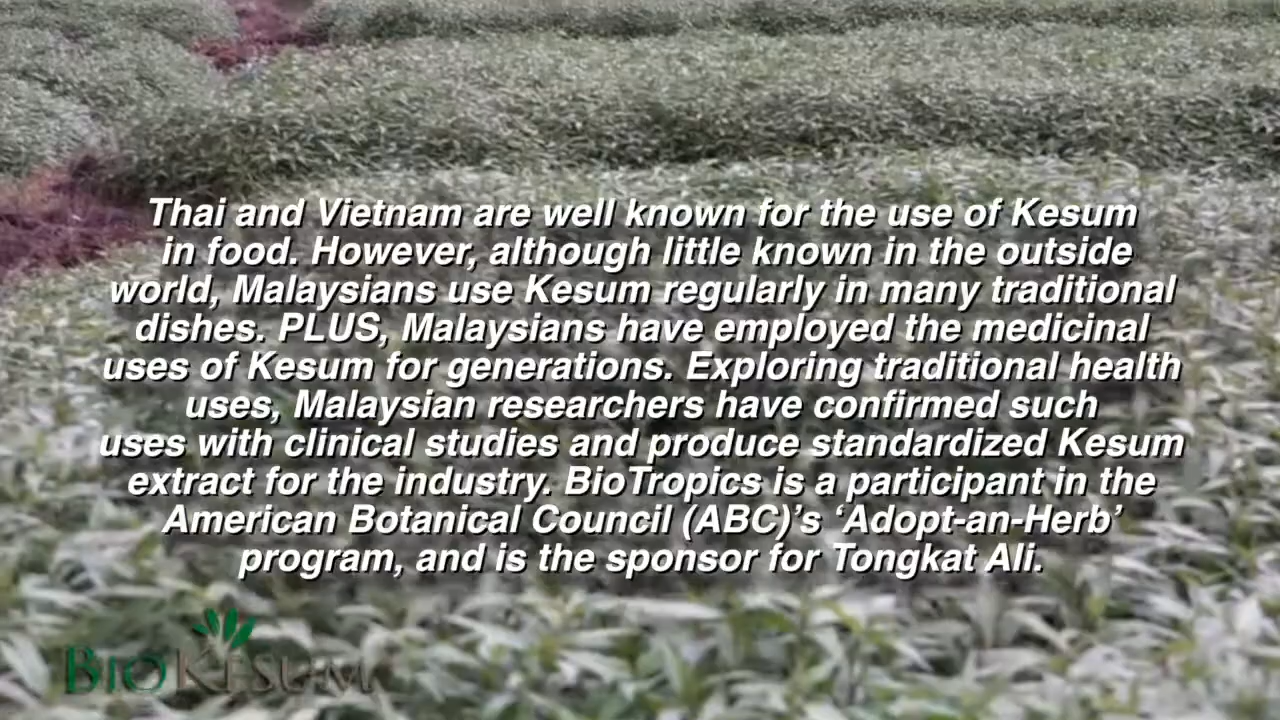 Thai and Vietnam are well known for the use of Kesum
in food. However, although little known in the outside
world, Malaysians use Kesum regularly in many traditional
dishes. PLUS, Malaysians have employed the medicinal
uses of Kesum for generations. Exploring traditional health
uses, Malaysian researchers have confirmed such
uses with clinical studies and produce standardized Kesum
extract for the industry. BioTropics is a participant in the
American Botanical Council (ABC)’s ‘Adopt-an-Herb’
program, and is the sponsor for Tongkat Ali.
BIOKESUM